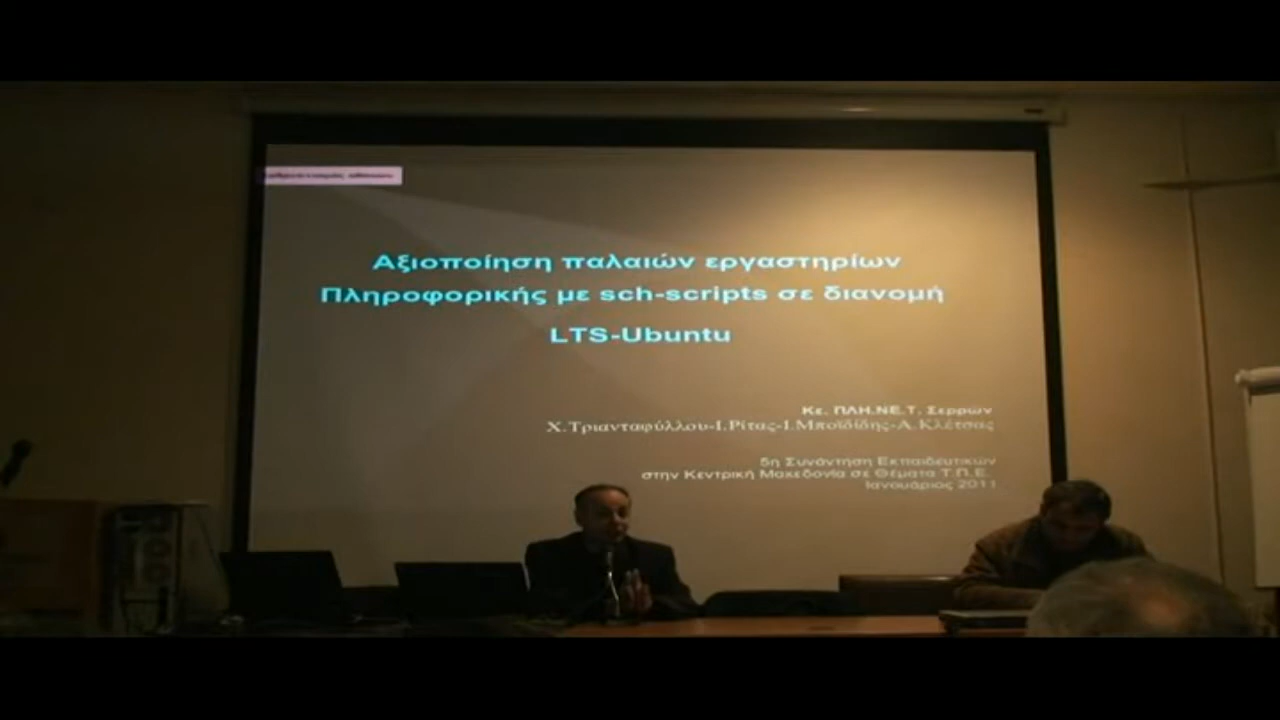 Αξιοποίηση παλαιών εργαστηρίων
Πληροφορικής με sch-scripts σε διανομή
LTS-Ubuntu
Κε. ΠΛΗ.ΝΕ.Τ. Σερρών
Χ.Τριανταφύλλου-Ι.Ρίτας-Ι.Μποϊδίδης-Α.Κλέτσας
5η Συνάντηση Εκπαιδευτικών
στην Κεντρική Μακεδονία σε Θέματα Τ.Π.Ε.
Ιανουάριος 2011